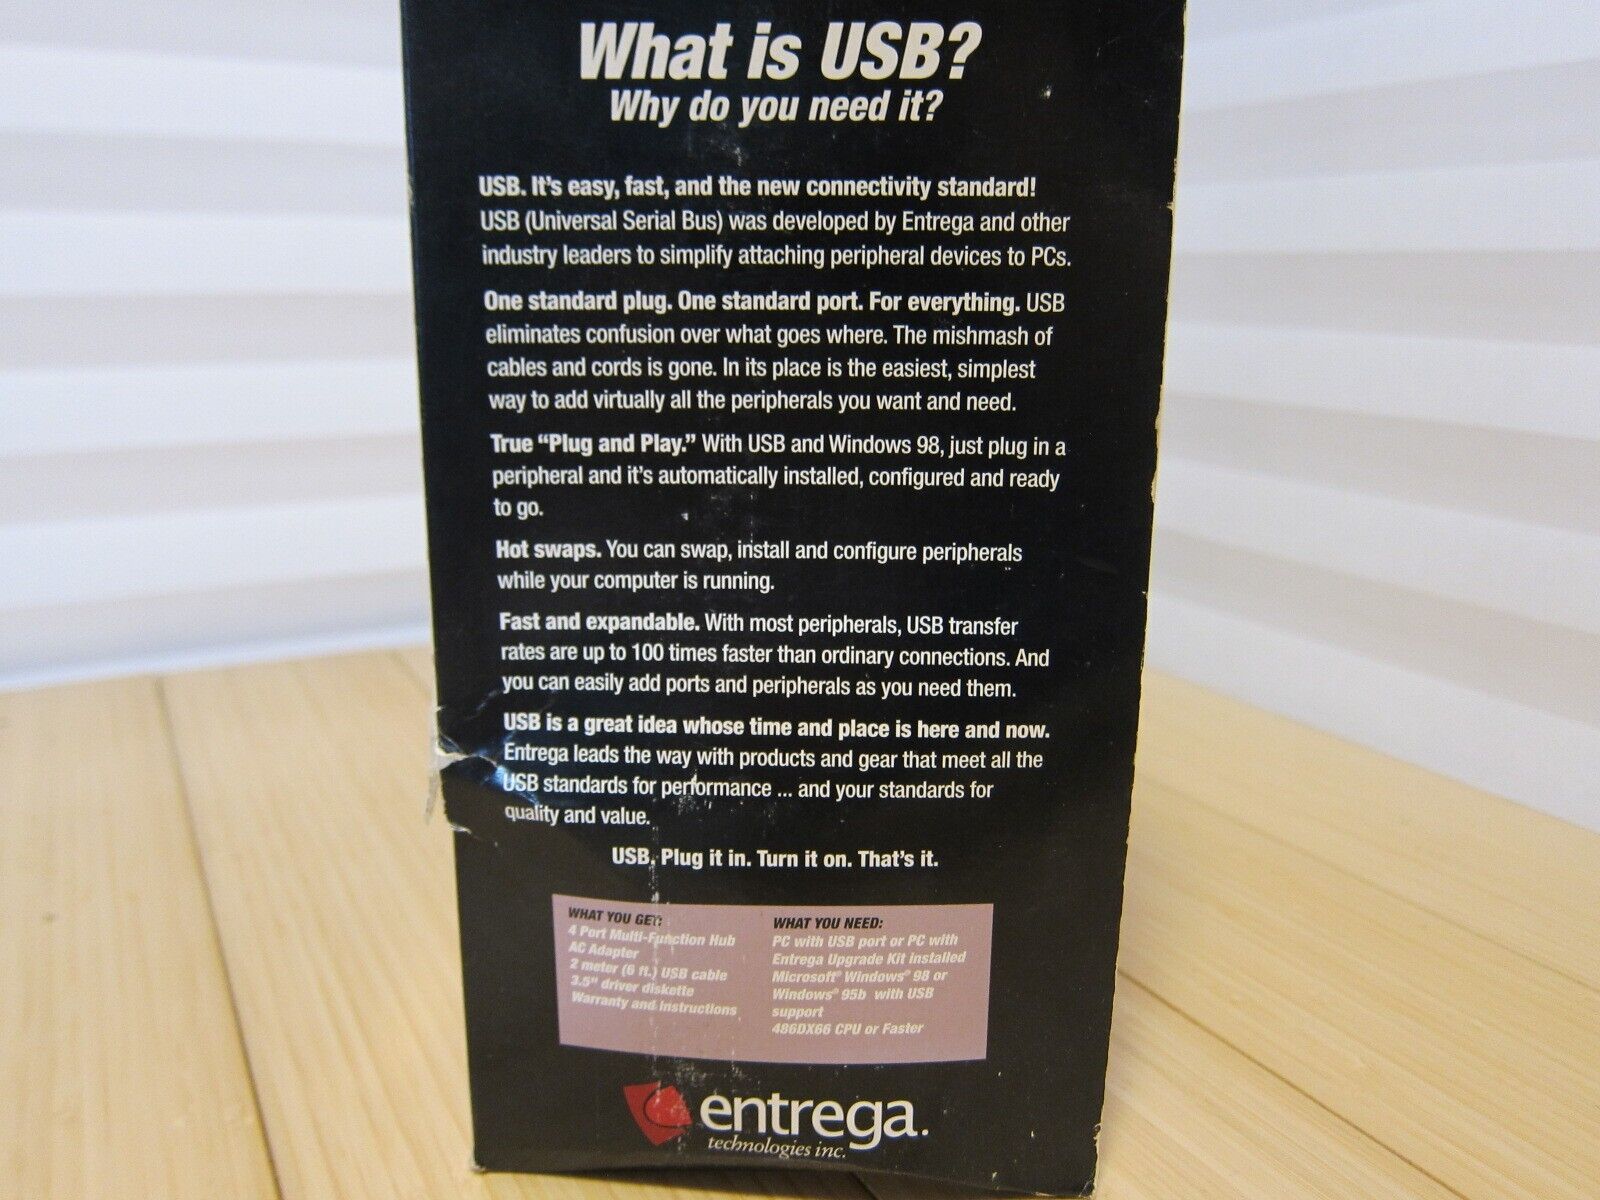 What is USB?
Why do you need it?
USB. It's easy, fast, and the new connectivity standard!
USB (Universal Serial Bus) was developed by Entrega and other
industry leaders to simplify attaching peripheral devices to PCs.
One standard plug. One standard port. For everything. USB
eliminates confusion over what goes where. The mishmash of
cables and cords is gone. In its place is the easiest, simplest
way to add virtually all the peripherals you want and need.
True “Plug and Play.” With USB and Windows 98, just plug in a
peripheral and it's automatically installed, configured and ready
to go.
Hot swaps. You can swap, install and configure peripherals
while your computer is running.
Fast and expandable. With most peripherals, USB transfer
rates are up to 100 times faster than ordinary connections. And
you can easily add ports and peripherals as you need them.
USB is a great idea whose time and place is here and now.
Entrega leads the way with products and gear that meet all the
USB standards for performance ... and your standards for
quality and value.
USB. Plug it in. Turn it on. That's it.
WHAT YOU GET:
4 Port Multi-Function Hub
AC Adapter
2 meter (6 ft.) USB cable
3.5" driver diskette
Warranty and Instructions
WHAT YOU NEED:
PC with USB port or PC with
Entrega Upgrade Kit installed
Microsoft® Windows® 98 or
Windows® 95b with USB
support
486DX66 CPU or Faster
entrega.
technologies inc.